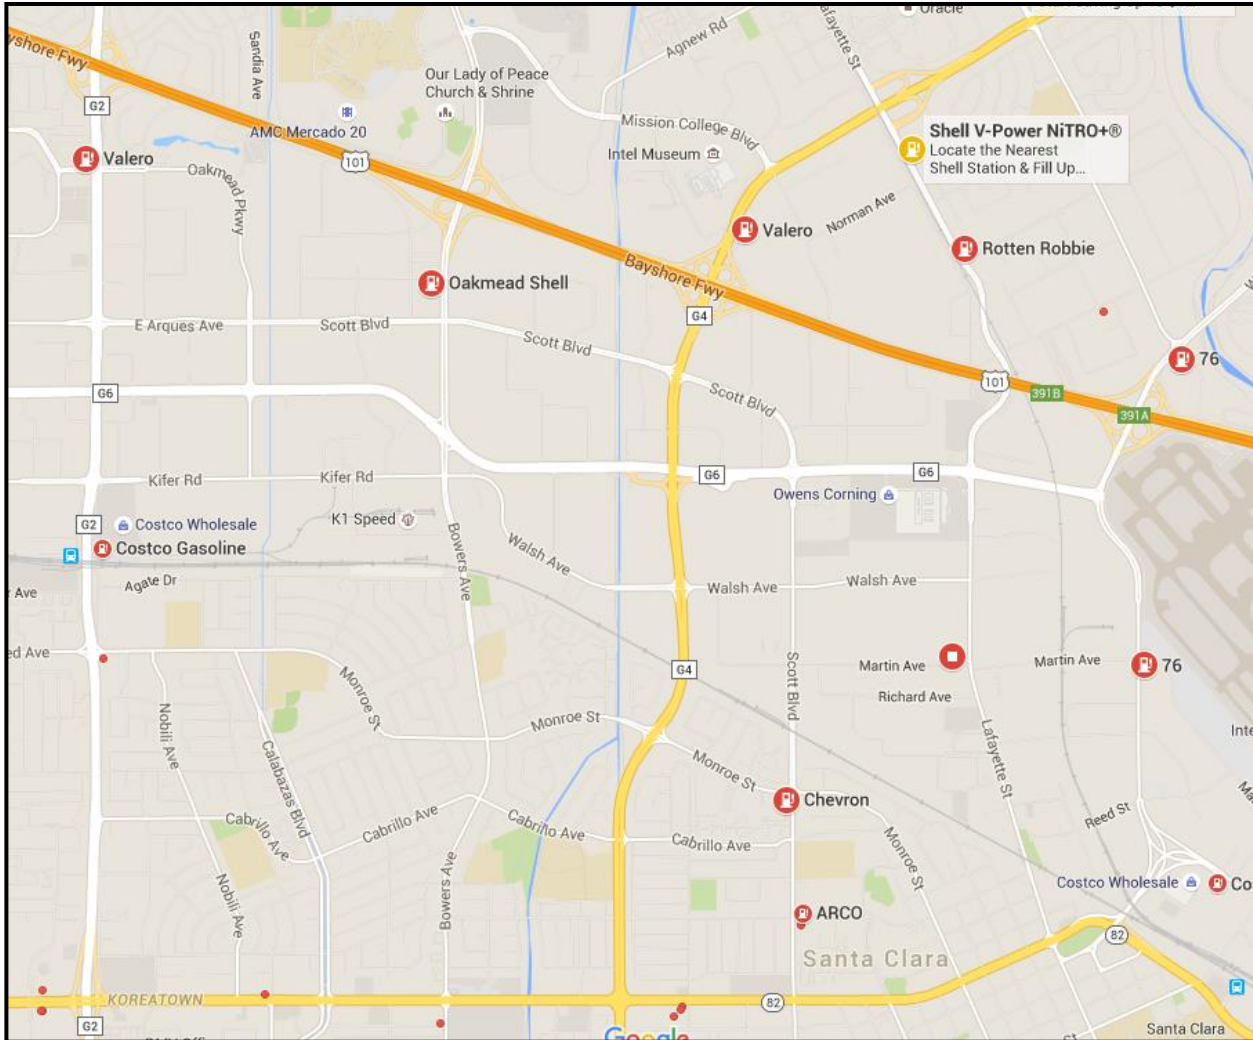 Oracle
Lafayette St
Agnew Rd
yshore Fwy
Sandia Ave
Our Lady of Peace
Church & Shrine
G2
AMC Mercado 20
Mission College Blvd
Shell V-Power NiTRO+®
Locate the Nearest
Shell Station & Fill Up...
Intel Museum
Valero
101
Oakmead Pkwy
Norman Ave
Valero
Rotten Robbie
Bayshore Fwy
Oakmead Shell
G4
E Arques Ave
Scott Blvd
Scott Blvd
76
101
391B
G6
Scott Blvd
391A
Kifer Rd
Kifer Rd
G6
G6
Owens Corning
G2
Costco Wholesale
K1 Speed
Costco Gasoline
Bowers Ave
Walsh Ave
Agate Dr
Walsh Ave
Walsh Ave
Ave
ed Ave
G4
Martin Ave
Martin Ave
76
Scott Blvd
Richard Ave
Monroe St
Nobili Ave
Monroe St
Lafayette St
Inte
Calabazas Blvd
Monroe St
Chevron
Cabrillo Ave
Cabrillo Ave
Cabrillo Ave
Reed St
Cabrillo Ave
Monroe St
Bowers Ave
Nobili Ave
Costco Wholesale
Co
ARCO
82
Santa Clara
KOREATOWN
82
G2
Google
St
Santa Clara